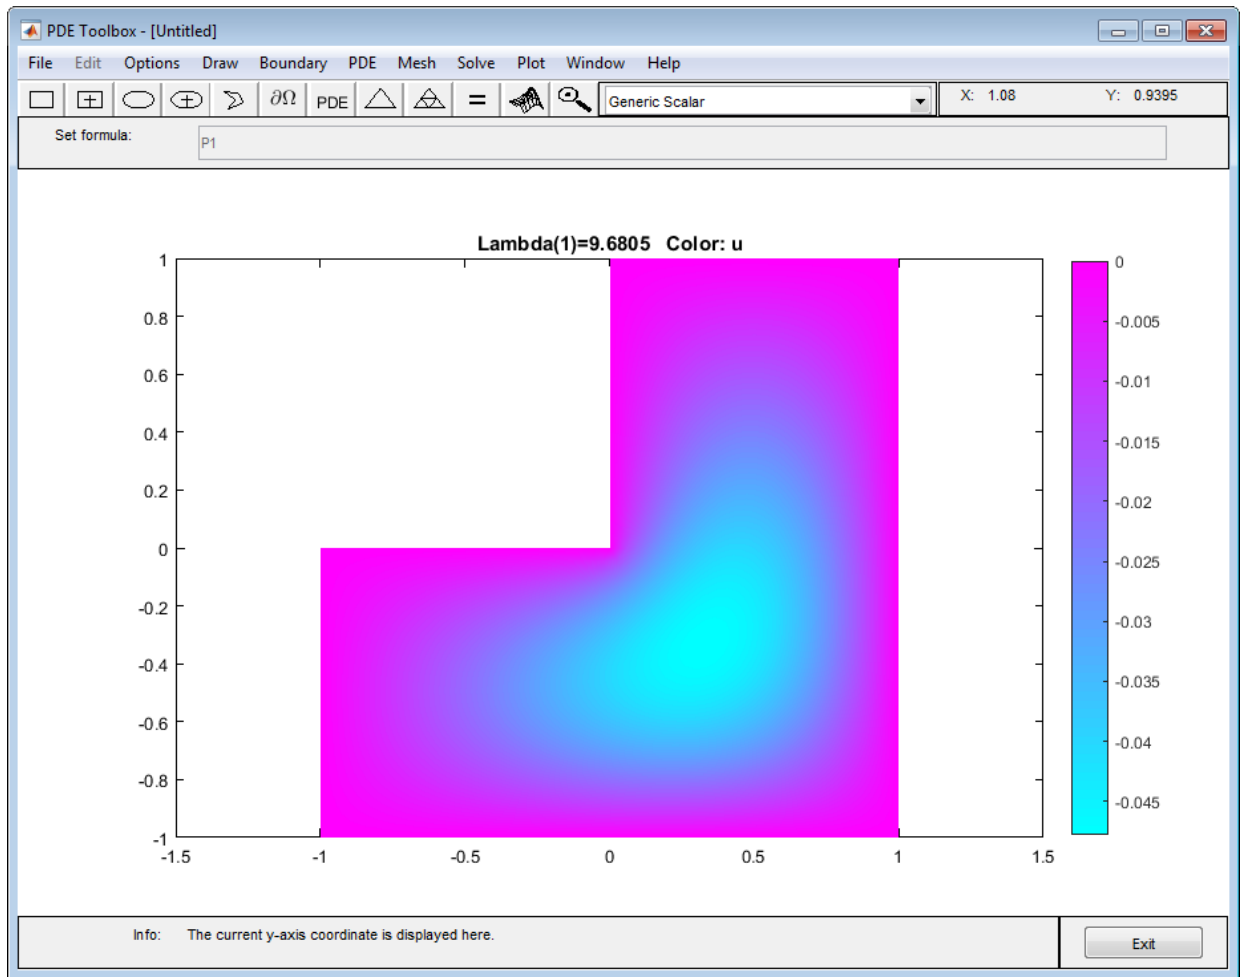 PDE Toolbox - [Untitled]
File Edit Options Draw Boundary PDE Mesh Solve Plot Window Help
∂Ω PDE = Generic Scalar X: 1.08 Y: 0.9395
Set formula: P1
Lambda(1)=9.6805 Color: u
1
0.8
0.6
0.4
0.2
0
-0.2
-0.4
-0.6
-0.8
-1
-1.5 -1 -0.5 0 0.5 1 1.5
0
-0.005
-0.01
-0.015
-0.02
-0.025
-0.03
-0.035
-0.04
-0.045
Info: The current y-axis coordinate is displayed here.
Exit